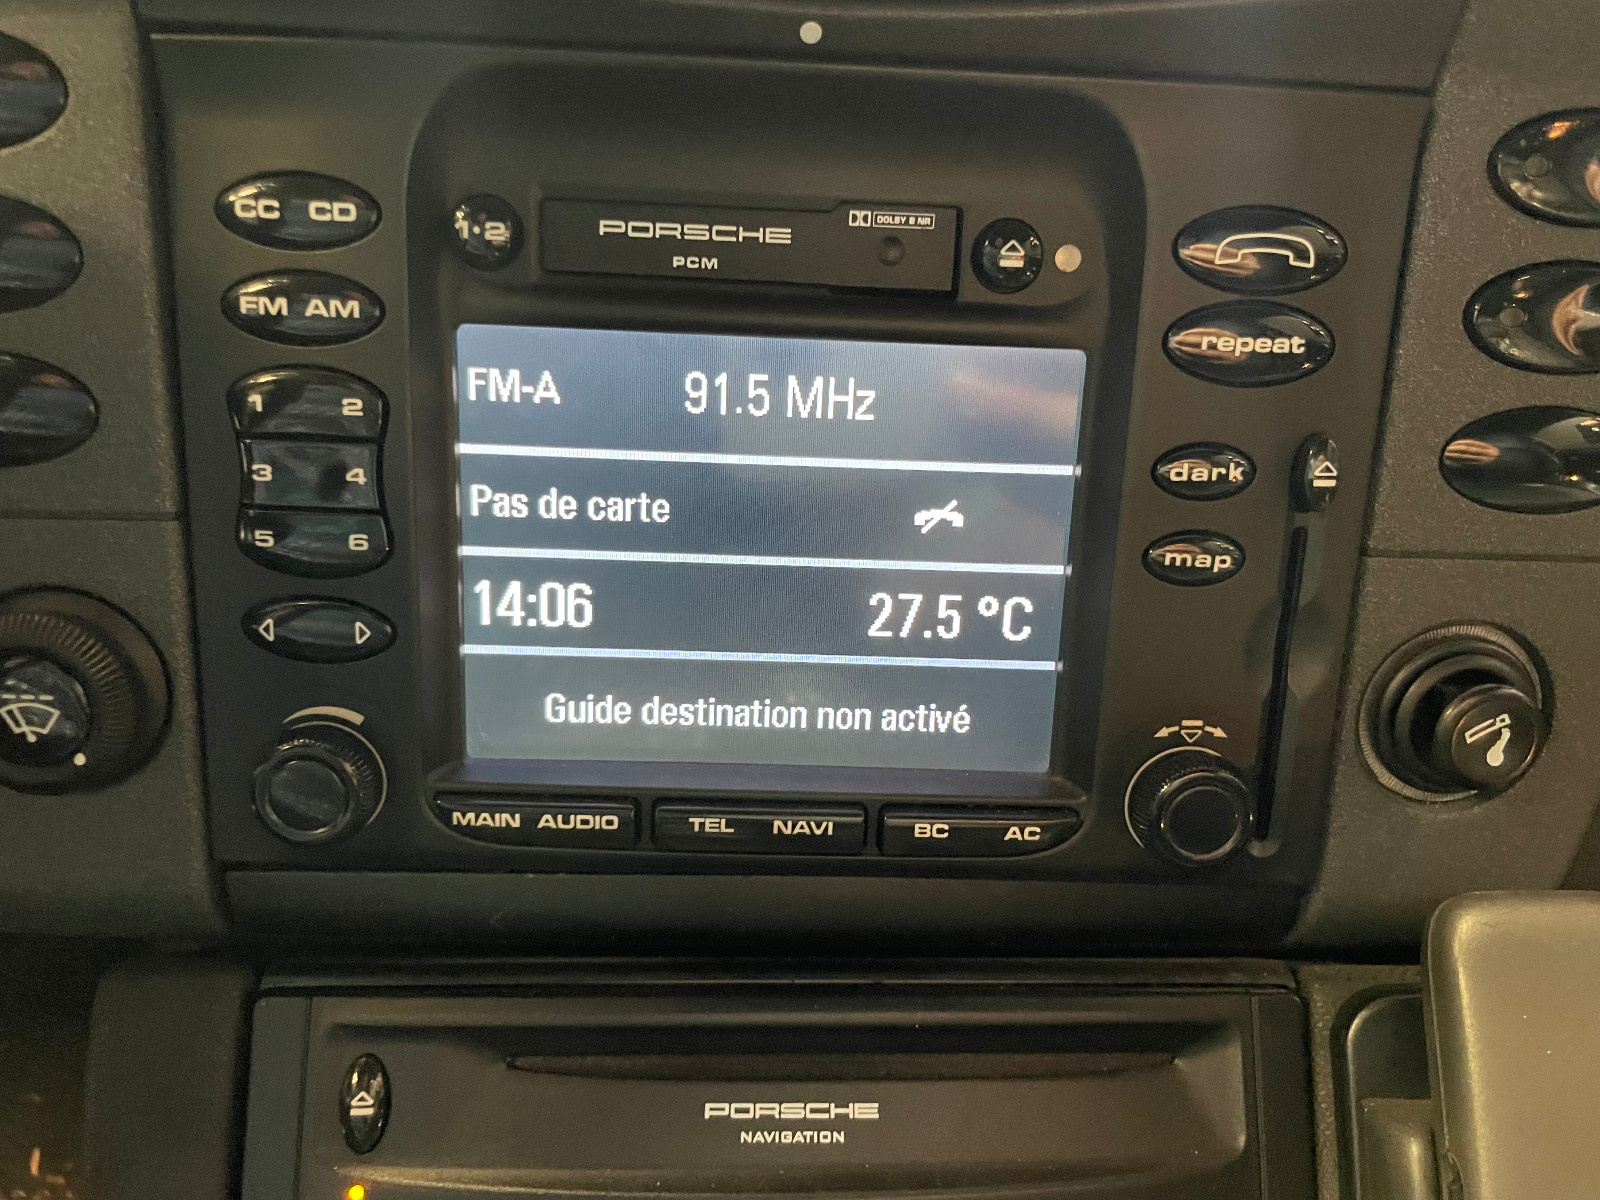 CC CD
1·2
PORSCHE
PCM
DOLBY B NR
FM AM
repeat
1 2
3 4
5 6
dark
map
FM-A 91.5 MHz
Pas de carte
14:06 27.5 °C
Guide destination non activé
MAIN AUDIO TEL NAVI BC AC
PORSCHE
NAVIGATION